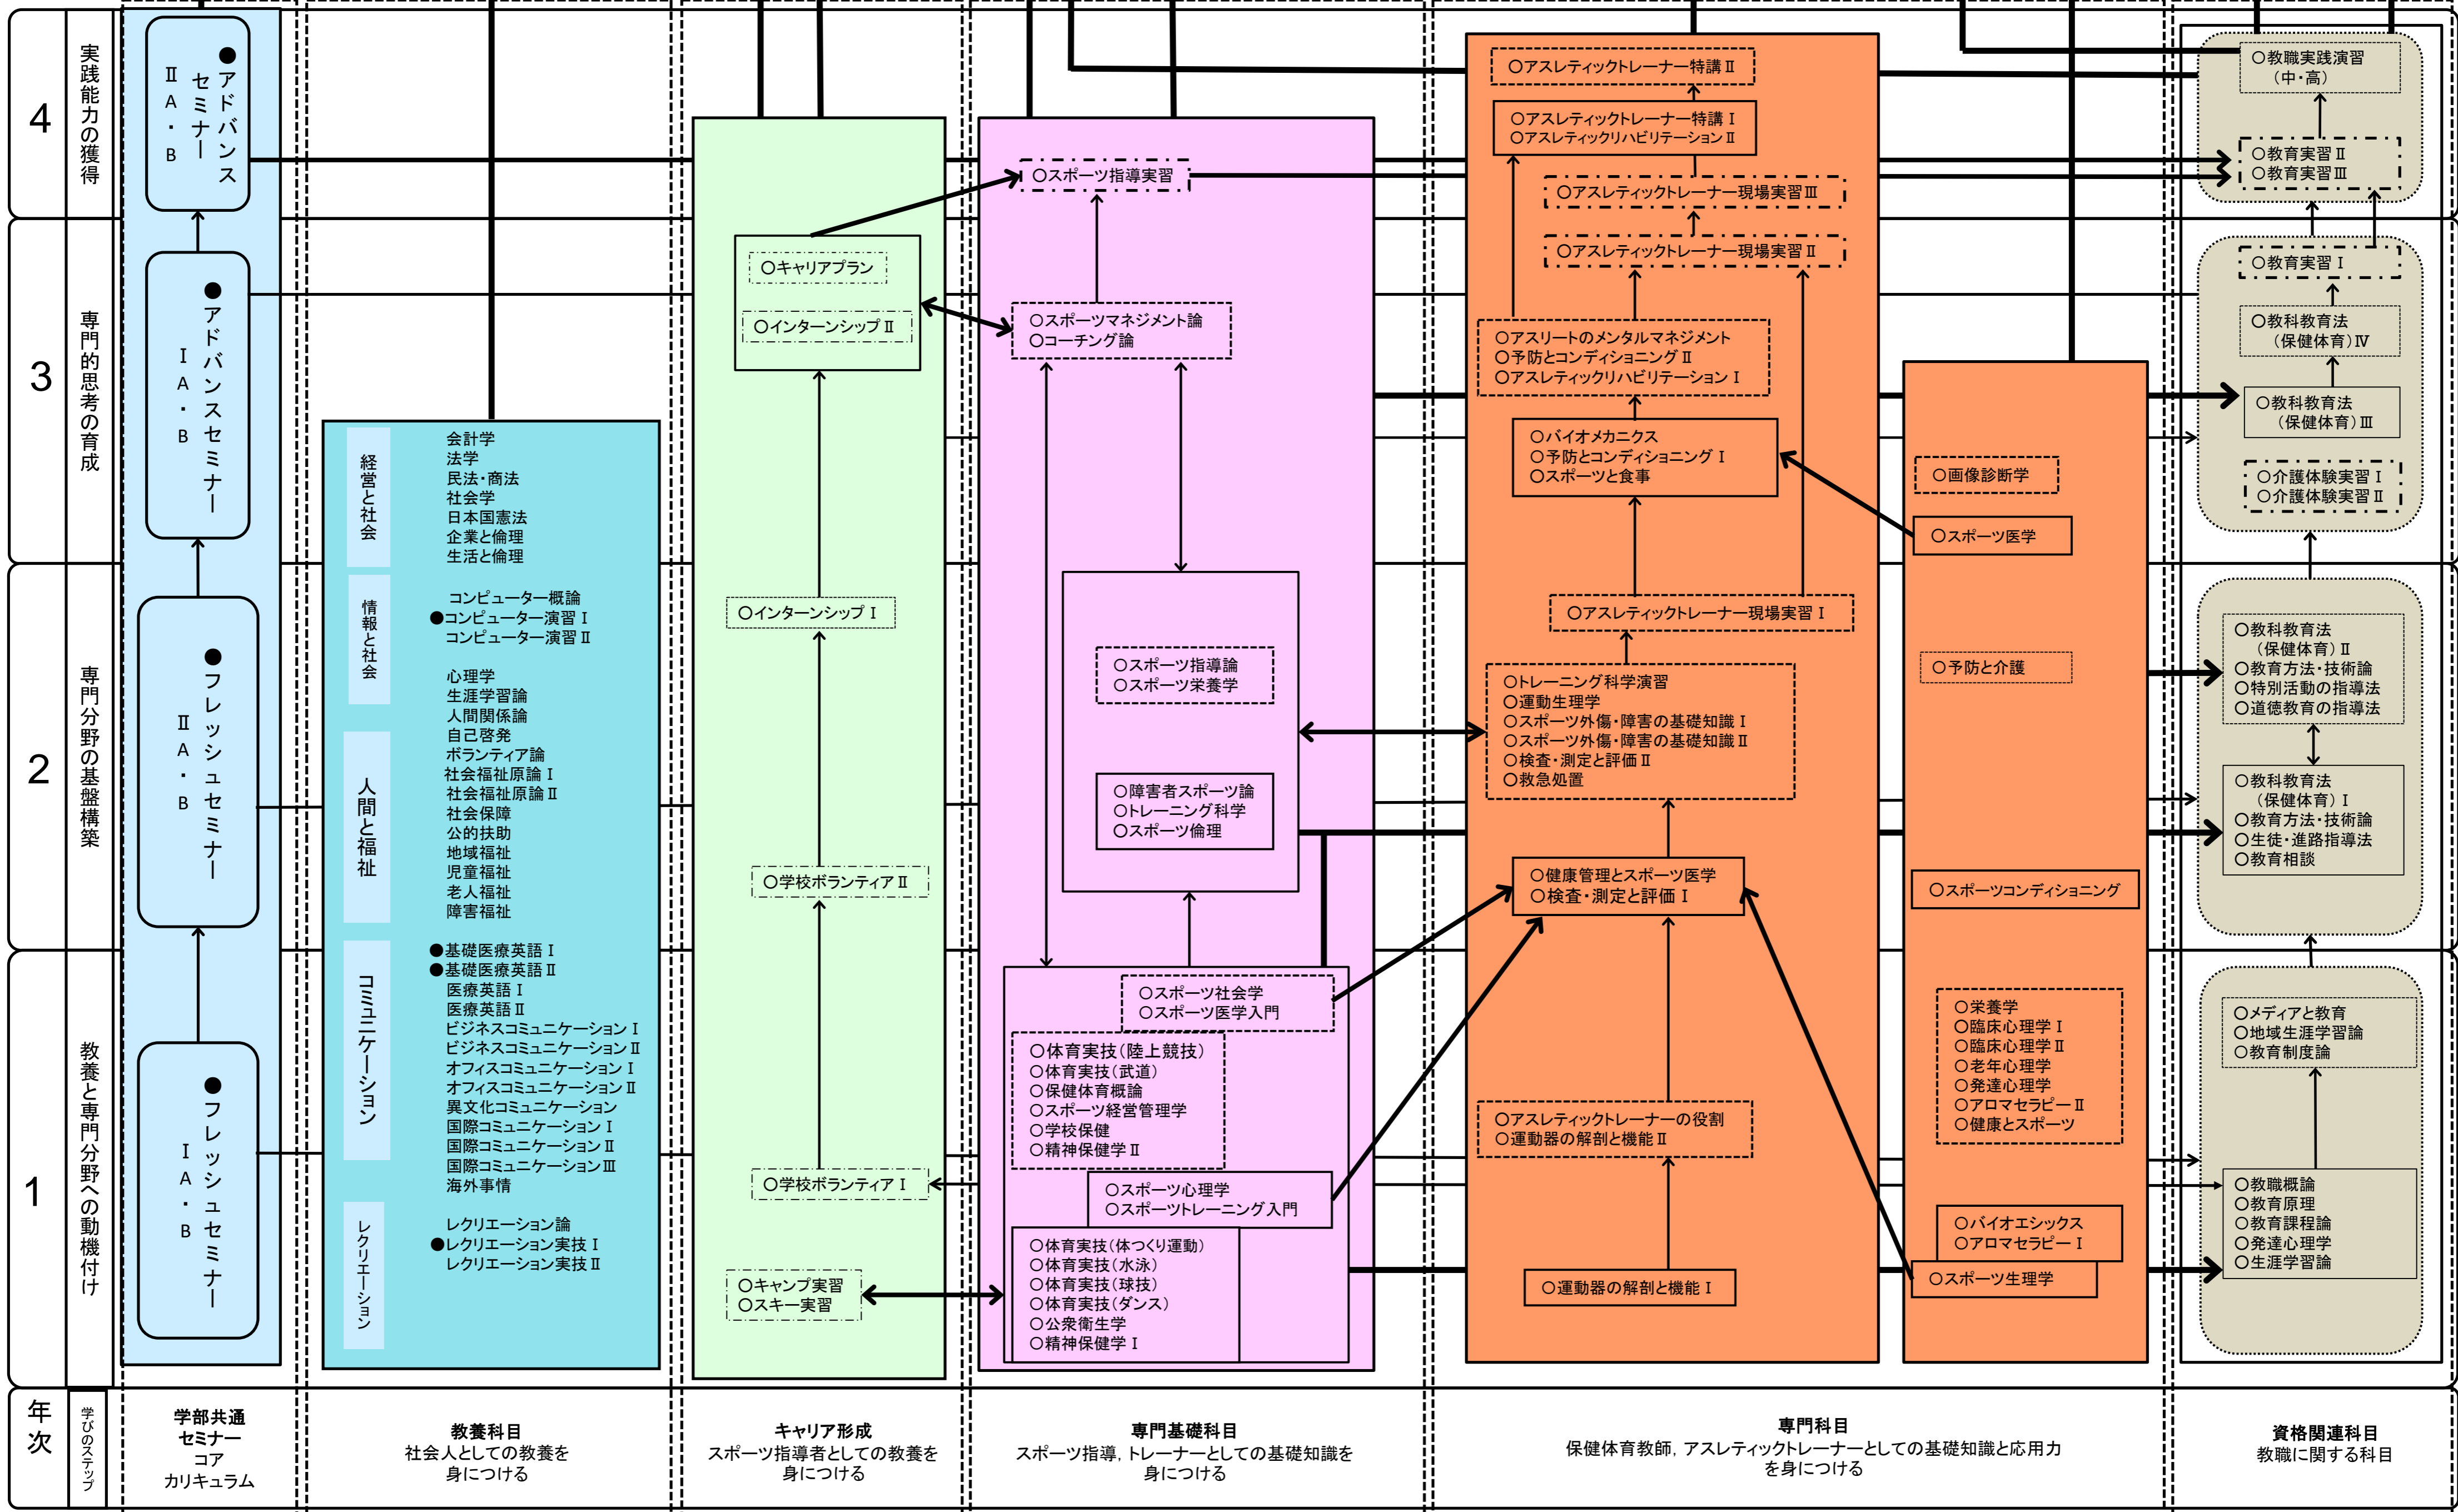 4
実践能力の獲得
3
専門的思考の育成
2
専門分野の基盤構築
1
教養と専門分野への動機付け
年次
学びのステップ
●アドバンス
セミナー
ⅡA・B
●アドバンスセミナー
ⅠA・B
●フレッシュセミナー
ⅡA・B
●フレッシュセミナー
ⅠA・B
学部共通
セミナー
コア
カリキュラム
経営と社会
会計学
法学
民法・商法
社会学
日本国憲法
企業と倫理
生活と倫理
情報と社会
コンピューター概論
●コンピューター演習Ⅰ
コンピューター演習Ⅱ
人間と福祉
心理学
生涯学習論
人間関係論
自己啓発
ボランティア論
社会福祉原論Ⅰ
社会福祉原論Ⅱ
社会保障
公的扶助
地域福祉
児童福祉
老人福祉
障害福祉
コミュニケーション
●基礎医療英語Ⅰ
●基礎医療英語Ⅱ
医療英語Ⅰ
医療英語Ⅱ
ビジネスコミュニケーションⅠ
ビジネスコミュニケーションⅡ
オフィスコミュニケーションⅠ
オフィスコミュニケーションⅡ
異文化コミュニケーション
国際コミュニケーションⅠ
国際コミュニケーションⅡ
国際コミュニケーションⅢ
海外事情
レクリエーション
レクリエーション論
●レクリエーション実技Ⅰ
レクリエーション実技Ⅱ
教養科目
社会人としての教養を
身につける
○キャリアプラン
○インターンシップⅡ
○インターンシップⅠ
○学校ボランティアⅡ
○学校ボランティアⅠ
○キャンプ実習
○スキー実習
キャリア形成
スポーツ指導者としての教養を
身につける
○スポーツ指導実習
○スポーツマネジメント論
○コーチング論
○スポーツ指導論
○スポーツ栄養学
○障害者スポーツ論
○トレーニング科学
○スポーツ倫理
○スポーツ社会学
○スポーツ医学入門
○体育実技(陸上競技)
○体育実技(武道)
○保健体育概論
○スポーツ経営管理学
○学校保健
○精神保健学Ⅱ
○スポーツ心理学
○スポーツトレーニング入門
○体育実技(体つくり運動)
○体育実技(水泳)
○体育実技(球技)
○体育実技(ダンス)
○公衆衛生学
○精神保健学Ⅰ
専門基礎科目
スポーツ指導,トレーナーとしての基礎知識を
身につける
○アスレティックトレーナー特講Ⅱ
○アスレティックトレーナー特講Ⅰ
○アスレティックリハビリテーションⅡ
○アスレティックトレーナー現場実習Ⅲ
○アスレティックトレーナー現場実習Ⅱ
○アスリートのメンタルマネジメント
○予防とコンディショニングⅡ
○アスレティックリハビリテーションⅠ
○バイオメカニクス
○予防とコンディショニングⅠ
○スポーツと食事
○アスレティックトレーナー現場実習Ⅰ
○トレーニング科学演習
○運動生理学
○スポーツ外傷・障害の基礎知識Ⅰ
○スポーツ外傷・障害の基礎知識Ⅱ
○検査・測定と評価Ⅱ
○救急処置
○健康管理とスポーツ医学
○検査・測定と評価Ⅰ
○アスレティックトレーナーの役割
○運動器の解剖と機能Ⅱ
○運動器の解剖と機能Ⅰ
○画像診断学
○スポーツ医学
○予防と介護
○スポーツコンディショニング
○栄養学
○臨床心理学Ⅰ
○臨床心理学Ⅱ
○老年心理学
○発達心理学
○アロマセラピーⅡ
○健康とスポーツ
○バイオエシックス
○アロマセラピーⅠ
○スポーツ生理学
専門科目
保健体育教師,アスレティックトレーナーとしての基礎知識と応用力
を身につける
○教職実践演習
(中・高)
○教育実習Ⅱ
○教育実習Ⅲ
○教育実習Ⅰ
○教科教育法
(保健体育)Ⅳ
○教科教育法
(保健体育)Ⅲ
○介護体験実習Ⅰ
○介護体験実習Ⅱ
○教科教育法
(保健体育)Ⅱ
○教育方法・技術論
○特別活動の指導法
○道徳教育の指導法
○教科教育法
(保健体育)Ⅰ
○教育方法・技術論
○生徒・進路指導法
○教育相談
○メディアと教育
○地域生涯学習論
○教育制度論
○教職概論
○教育原理
○教育課程論
○発達心理学
○生涯学習論
資格関連科目
教職に関する科目